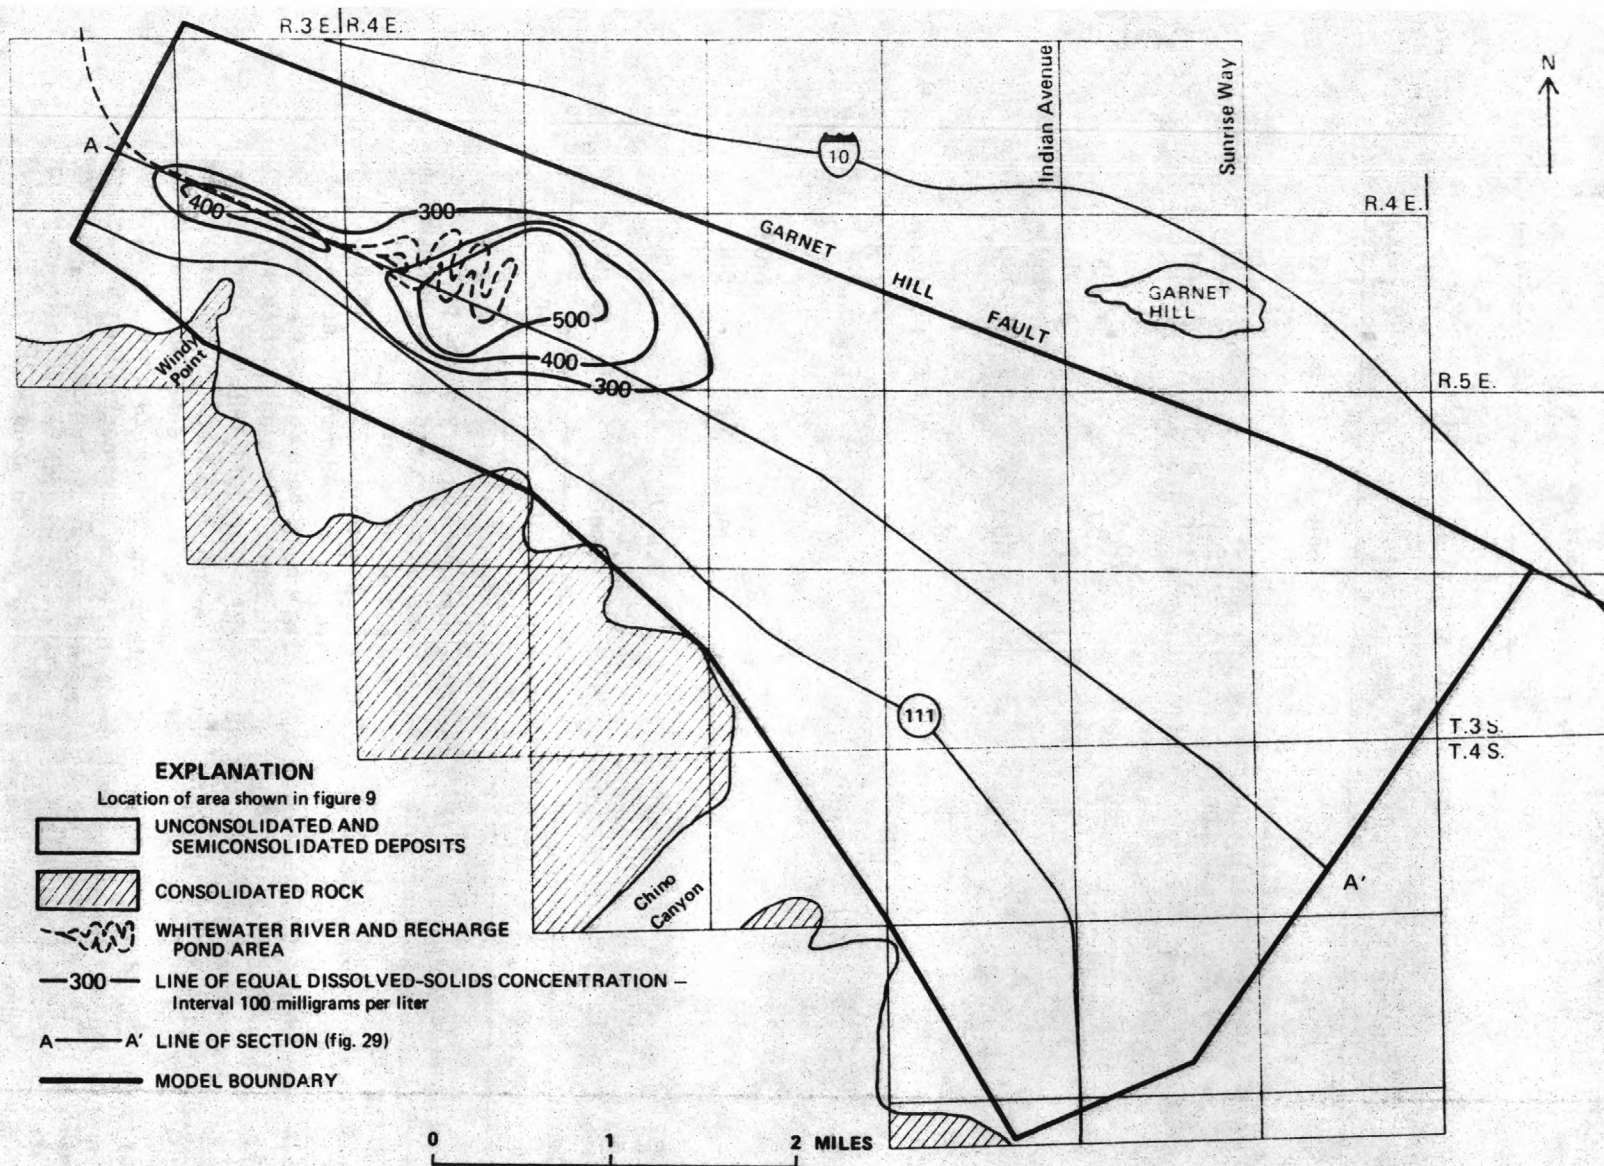 R.3 E. R.4 E.
Indian Avenue
Sunrise Way
N
A
10
R.4 E.
400
300
GARNET HILL FAULT
GARNET
HILL
500
400
300
R.5 E.
Windy
Point
111
T.3 S.
T.4 S.
EXPLANATION
Location of area shown in figure 9
UNCONSOLIDATED AND
SEMICONSOLIDATED DEPOSITS
CONSOLIDATED ROCK
WHITEWATER RIVER AND RECHARGE
POND AREA
300 LINE OF EQUAL DISSOLVED-SOLIDS CONCENTRATION –
Interval 100 milligrams per liter
A A' LINE OF SECTION (fig. 29)
MODEL BOUNDARY
Chino
Canyon
A'
0 1 2 MILES